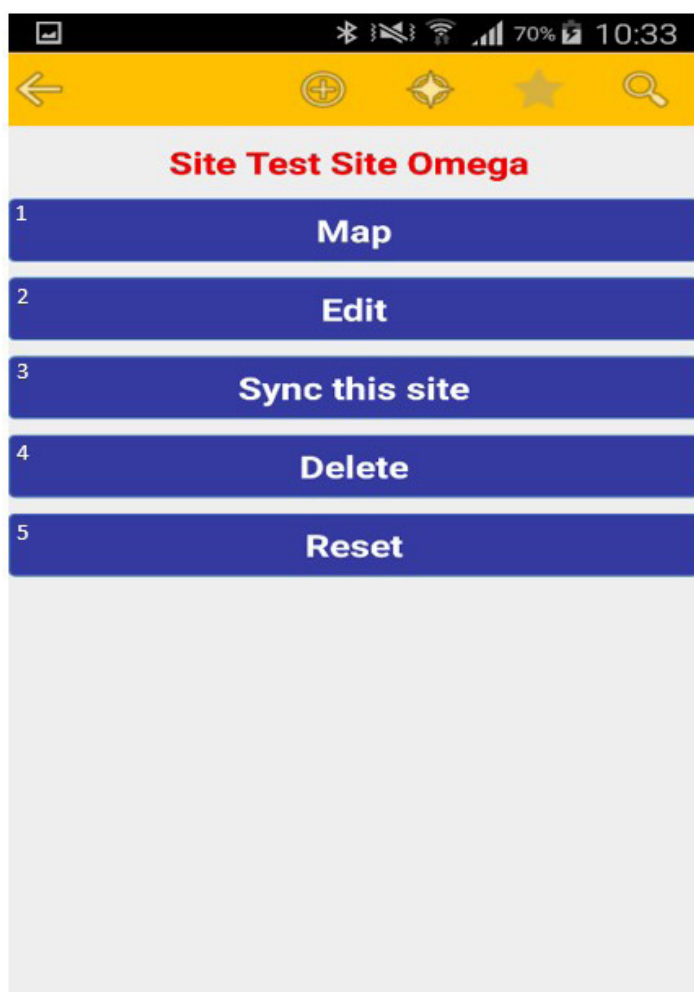 70% 10:33
Site Test Site Omega
1 Map
2 Edit
3 Sync this site
4 Delete
5 Reset